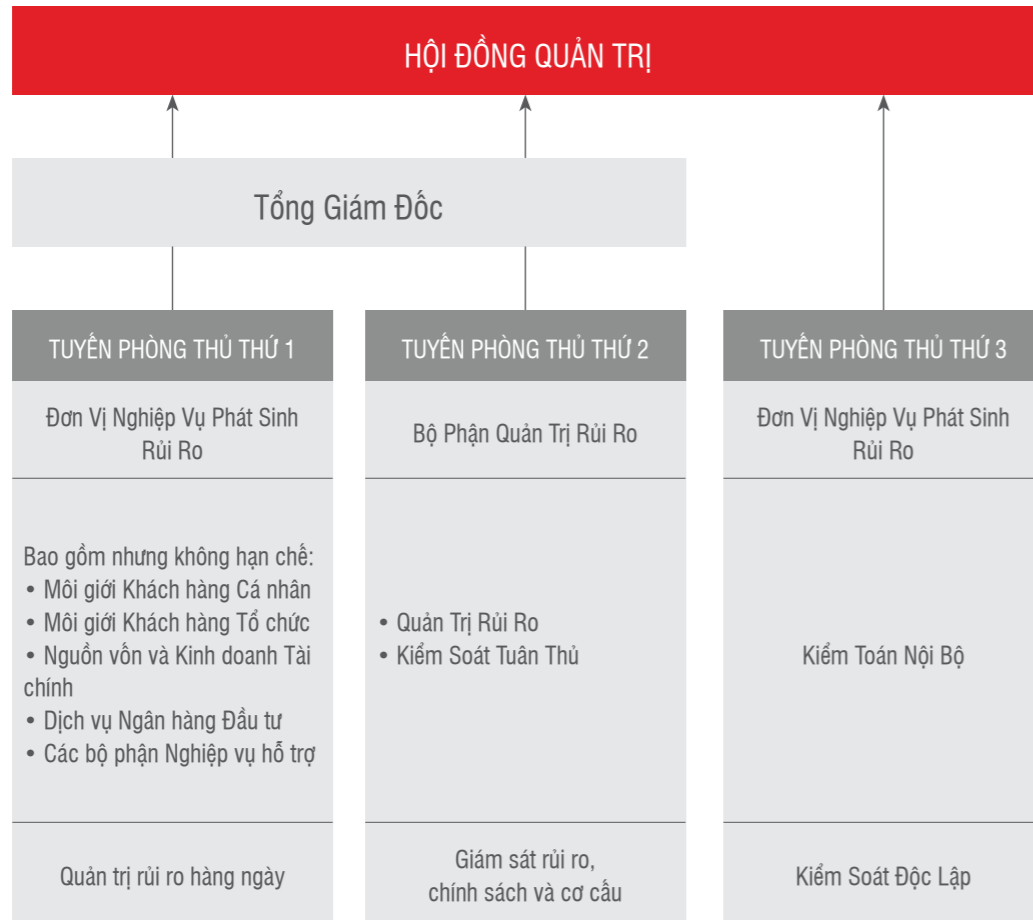 HỘI ĐỒNG QUẢN TRỊ
Tổng Giám Đốc
TUYẾN PHÒNG THỦ THỨ 1
Đơn Vị Nghiệp Vụ Phát Sinh
Rủi Ro
Bao gồm nhưng không hạn chế:
• Môi giới Khách hàng Cá nhân
• Môi giới Khách hàng Tổ chức
• Nguồn vốn và Kinh doanh Tài
chính
• Dịch vụ Ngân hàng Đầu tư
• Các bộ phận Nghiệp vụ hỗ trợ
Quản trị rủi ro hàng ngày
TUYẾN PHÒNG THỦ THỨ 2
Bộ Phận Quản Trị Rủi Ro
• Quản Trị Rủi Ro
• Kiểm Soát Tuân Thủ
Giám sát rủi ro,
chính sách và cơ cấu
TUYẾN PHÒNG THỦ THỨ 3
Đơn Vị Nghiệp Vụ Phát Sinh
Rủi Ro
Kiểm Toán Nội Bộ
Kiểm Soát Độc Lập